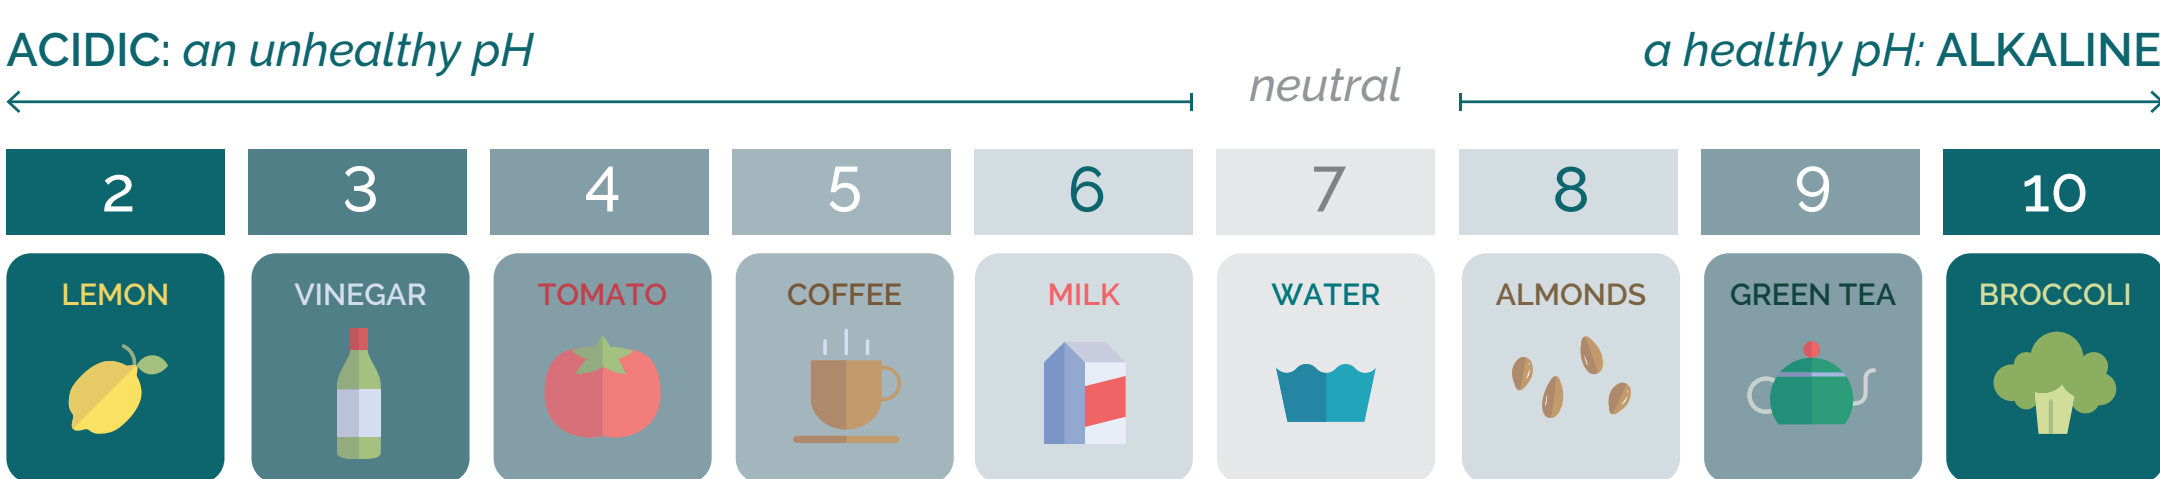 ACIDIC: an unhealthy pH
neutral
a healthy pH: ALKALINE
2 3 4 5 6 7 8 9 10
LEMON VINEGAR TOMATO COFFEE MILK WATER ALMONDS GREEN TEA BROCCOLI